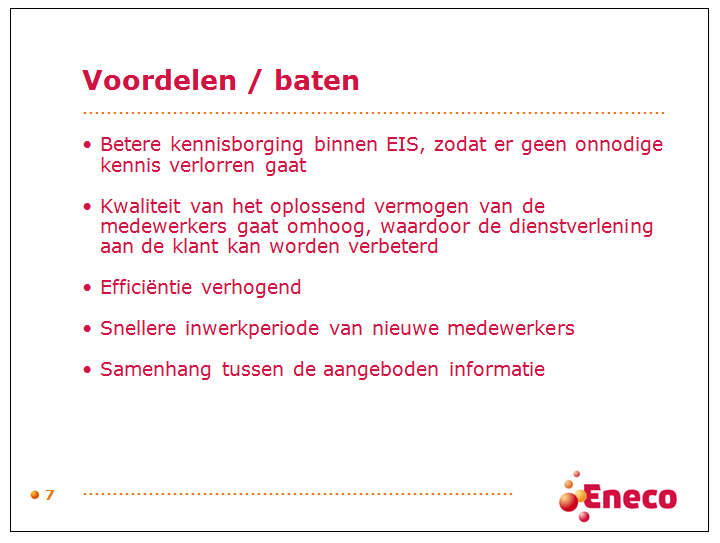 Voordelen / baten
• Betere kennisborging binnen EIS, zodat er geen onnodige
kennis verlorren gaat
• Kwaliteit van het oplossend vermogen van de
medewerkers gaat omhoog, waardoor de dienstverlening
aan de klant kan worden verbeterd
• Efficiëntie verhogend
• Snellere inwerkperiode van nieuwe medewerkers
• Samenhang tussen de aangeboden informatie
7
Eneco